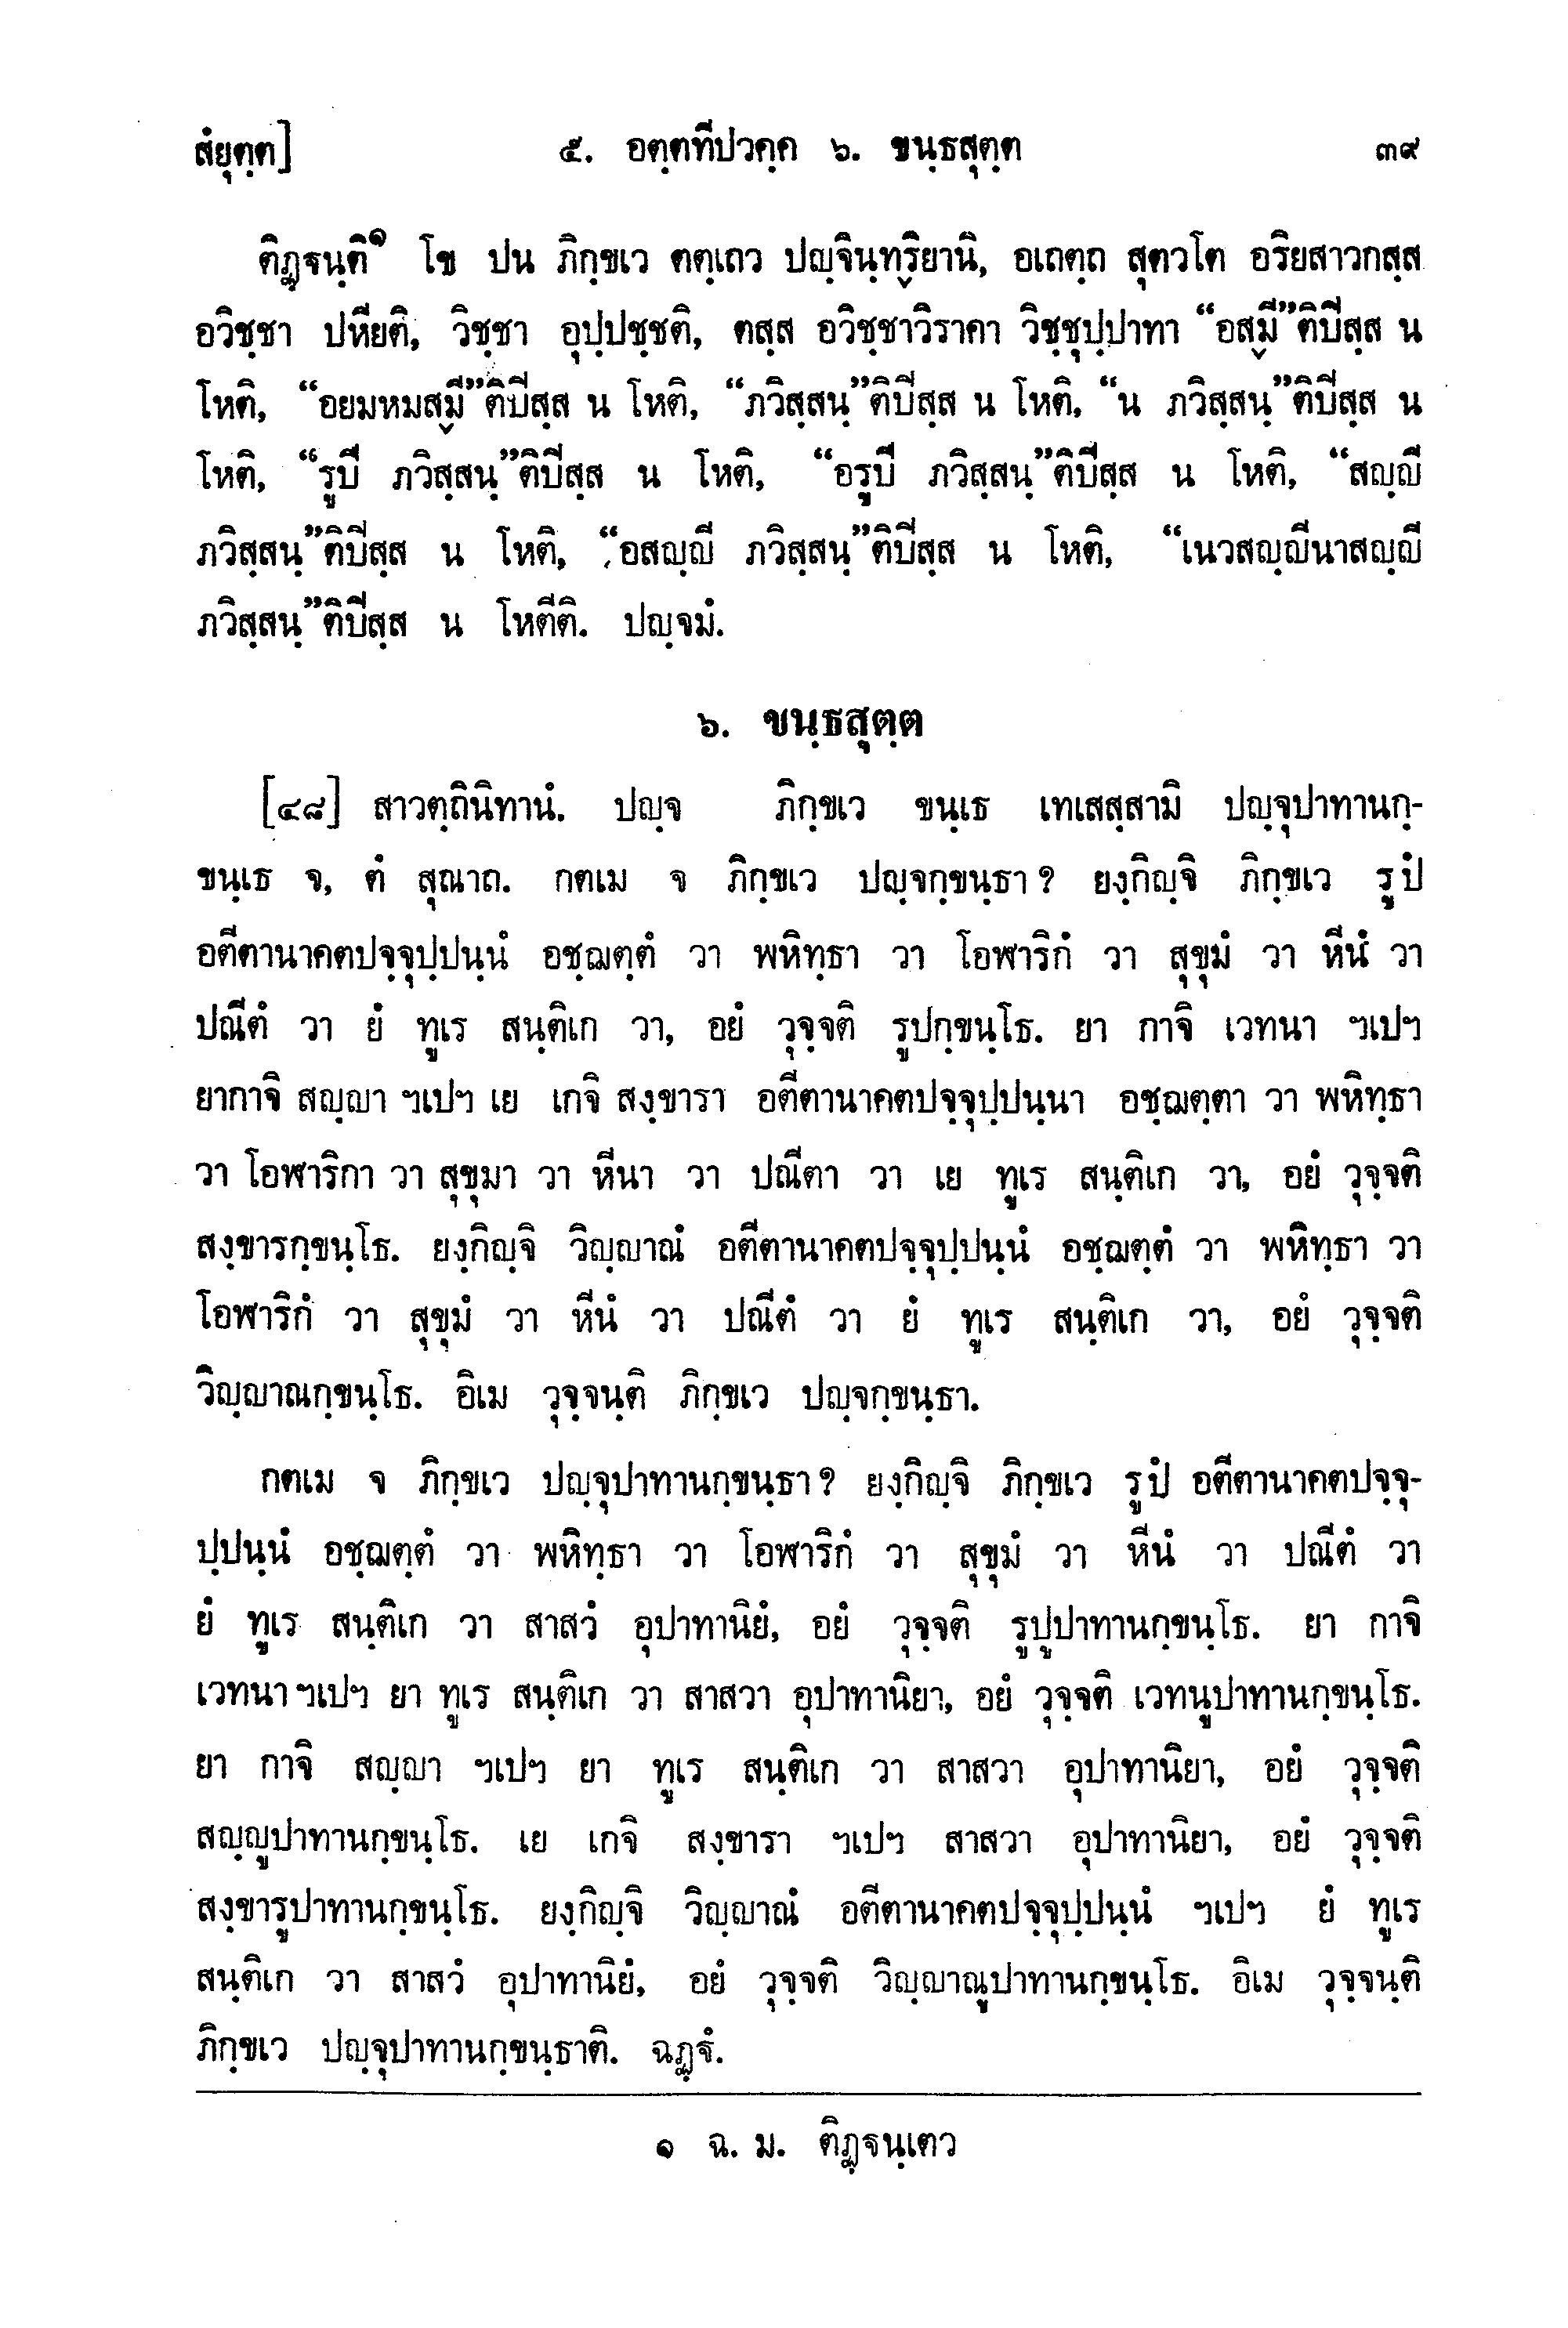 สํยุตฺต]	๕. อตฺตทีปวคฺค ๖. ขนฺธสุตฺต	๓๙
ติฏฺฐนฺติ๑ โข ปน ภิกฺขเว ตตฺเถว ปญฺจินฺทฺริยานิ, อเถตฺถ สุตวโต อริยสาวกสฺส
อวิชฺชา ปหียติ, วิชฺชา อุปฺปชฺชติ, ตสฺส อวิชฺชาวิราคา วิชฺชุปฺปาทา “อสฺมี”ติปีสฺส น
โหติ, “อยมหมสฺมี”ติปีสฺส น โหติ, “ภวิสฺสนฺ”ติปีสฺส น โหติ, “น ภวิสฺสนฺ”ติปีสฺส น
โหติ, “รูปี ภวิสฺสนฺ”ติปีสฺส น โหติ, “อรูปี ภวิสฺสนฺ”ติปีสฺส น โหติ, “สญฺญี
ภวิสฺสนฺ”ติปีสฺส น โหติ, “อสญฺญี ภวิสฺสนฺ”ติปีสฺส น โหติ, “เนวสญฺญีนาสญฺญี
ภวิสฺสนฺ”ติปีสฺส น โหตีติ. ปญฺจมํ.
๖. ขนฺธสุตฺต
[๔๘] สาวตฺถินิทานํ. ปญฺจ ภิกฺขเว ขนฺเธ เทเสสฺสามิ ปญฺจุปาทานกฺ-
ขนฺเธ จ, ตํ สุณาถ. กตเม จ ภิกฺขเว ปญฺจกฺขนฺธา? ยงฺกิญฺจิ ภิกฺขเว รูปํ
อตีตานาคตปจฺจุปฺปนฺนํ อชฺฌตฺตํ วา พหิทฺธา วา โอฬาริกํ วา สุขุมํ วา หีนํ วา
ปณีตํ วา ยํ ทูเร สนฺติเก วา, อยํ วุจฺจติ รูปกฺขนฺโธ. ยา กาจิ เวทนา ฯเปฯ
ยากาจิ สญฺญา ฯเปฯ เย เกจิ สงฺขารา อตีตานาคตปจฺจุปฺปนฺนา อชฺฌตฺตา วา พหิทฺธา
วา โอฬาริกา วา สุขุมา วา หีนา วา ปณีตา วา เย ทูเร สนฺติเก วา, อยํ วุจฺจติ
สงฺขารกฺขนฺโธ. ยงฺกิญฺจิ วิญฺญาณํ อตีตานาคตปจฺจุปฺปนฺนํ อชฺฌตฺตํ วา พหิทฺธา วา
โอฬาริกํ วา สุขุมํ วา หีนํ วา ปณีตํ วา ยํ ทูเร สนฺติเก วา, อยํ วุจฺจติ
วิญฺญาณกฺขนฺโธ. อิเม วุจฺจนฺติ ภิกฺขเว ปญฺจกฺขนฺธา.
กตเม จ ภิกฺขเว ปญฺจุปาทานกฺขนฺธา? ยงฺกิญฺจิ ภิกฺขเว รูปํ อตีตานาคตปจฺจุ-
ปฺปนฺนํ อชฺฌตฺตํ วา พหิทฺธา วา โอฬาริกํ วา สุขุมํ วา หีนํ วา ปณีตํ วา
ยํ ทูเร สนฺติเก วา สาสวํ อุปาทานิยํ, อยํ วุจฺจติ รูปูปาทานกฺขนฺโธ. ยา กาจิ
เวทนา ฯเปฯ ยา ทูเร สนฺติเก วา สาสวา อุปาทานิยา, อยํ วุจฺจติ เวทนูปาทานกฺขนฺโธ.
ยา กาจิ สญฺญา ฯเปฯ ยา ทูเร สนฺติเก วา สาสวา อุปาทานิยา, อยํ วุจฺจติ
สญฺญูปาทานกฺขนฺโธ. เย เกจิ สงฺขารา ฯเปฯ สาสวา อุปาทานิยา, อยํ วุจฺจติ
สงฺขารูปาทานกฺขนฺโธ. ยงฺกิญฺจิ วิญฺญาณํ อตีตานาคตปจฺจุปฺปนฺนํ ฯเปฯ ยํ ทูเร
สนฺติเก วา สาสวํ อุปาทานิยํ, อยํ วุจฺจติ วิญฺญาณูปาทานกฺขนฺโธ. อิเม วุจฺจนฺติ
ภิกฺขเว ปญฺจุปาทานกฺขนฺธาติ. ฉฏฺฐํ.
๑ ฉ. ม. ติฏฺฐนฺเตว